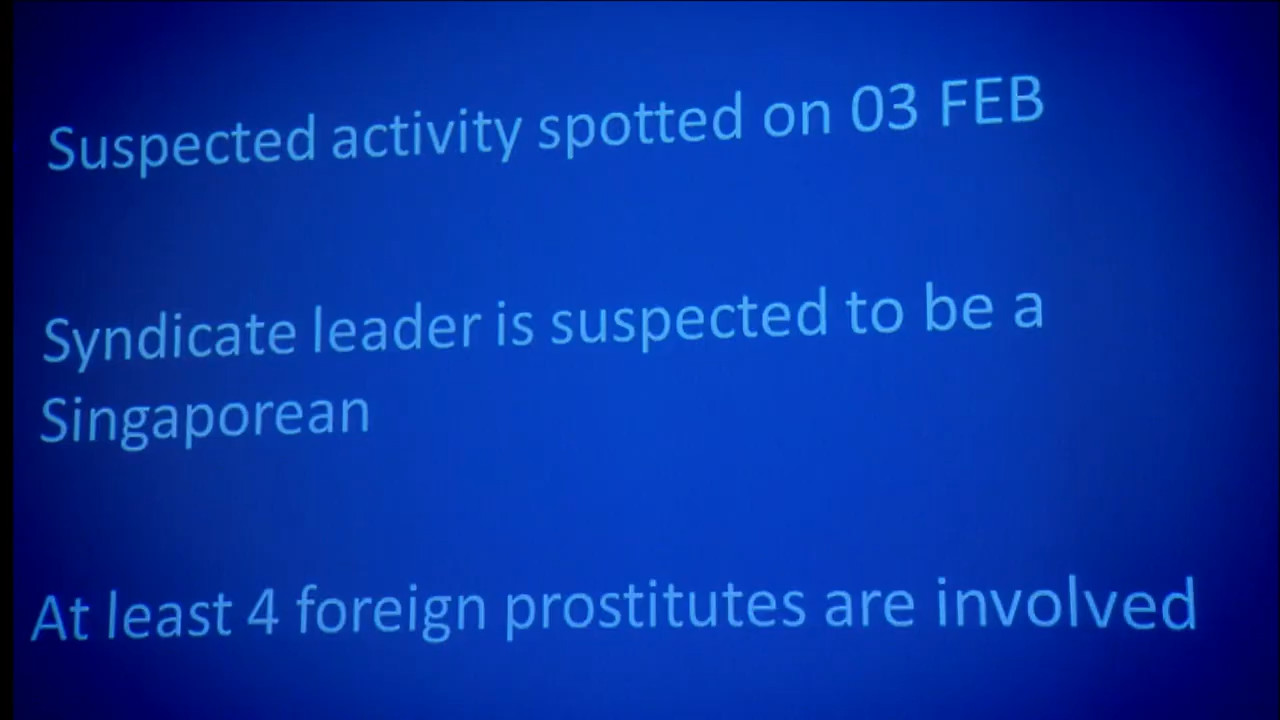 Suspected activity spotted on 03 FEB
Syndicate leader is suspected to be a
Singaporean
At least 4 foreign prostitutes are involved